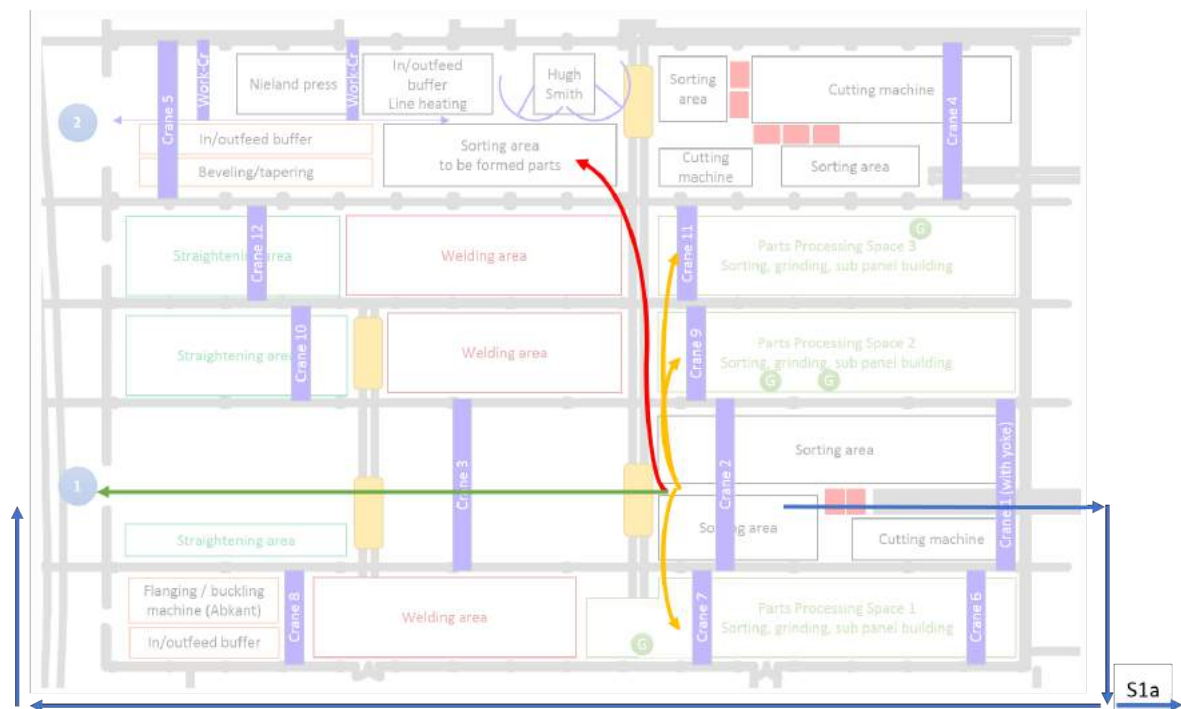 Crane 5
Work-Cr
Nieland press
Work-Cr
In/outfeed
buffer
Line heating
Hugh
Smith
Sorting
area
Cutting machine
Crane 4
2
In/outfeed buffer
Beveling/tapering
Sorting area
to be formed parts
Cutting
machine
Sorting area
Straightening area
Crane 12
Welding area
Crane 11
G
Parts Processing Space 3
Sorting, grinding, sub panel building
Straightening area
Crane 10
Welding area
Crane 9
Parts Processing Space 2
Sorting, grinding, sub panel building
G
G
1
Crane 3
Crane 2
Sorting area
Crane 1 (with yoke)
Straightening area
Sorting area
Cutting machine
Flanging / buckling
machine (Abkant)
In/outfeed buffer
Crane 8
Welding area
G
Crane 7
Parts Processing Space 1
Sorting, grinding, sub panel building
Crane 6
S1a